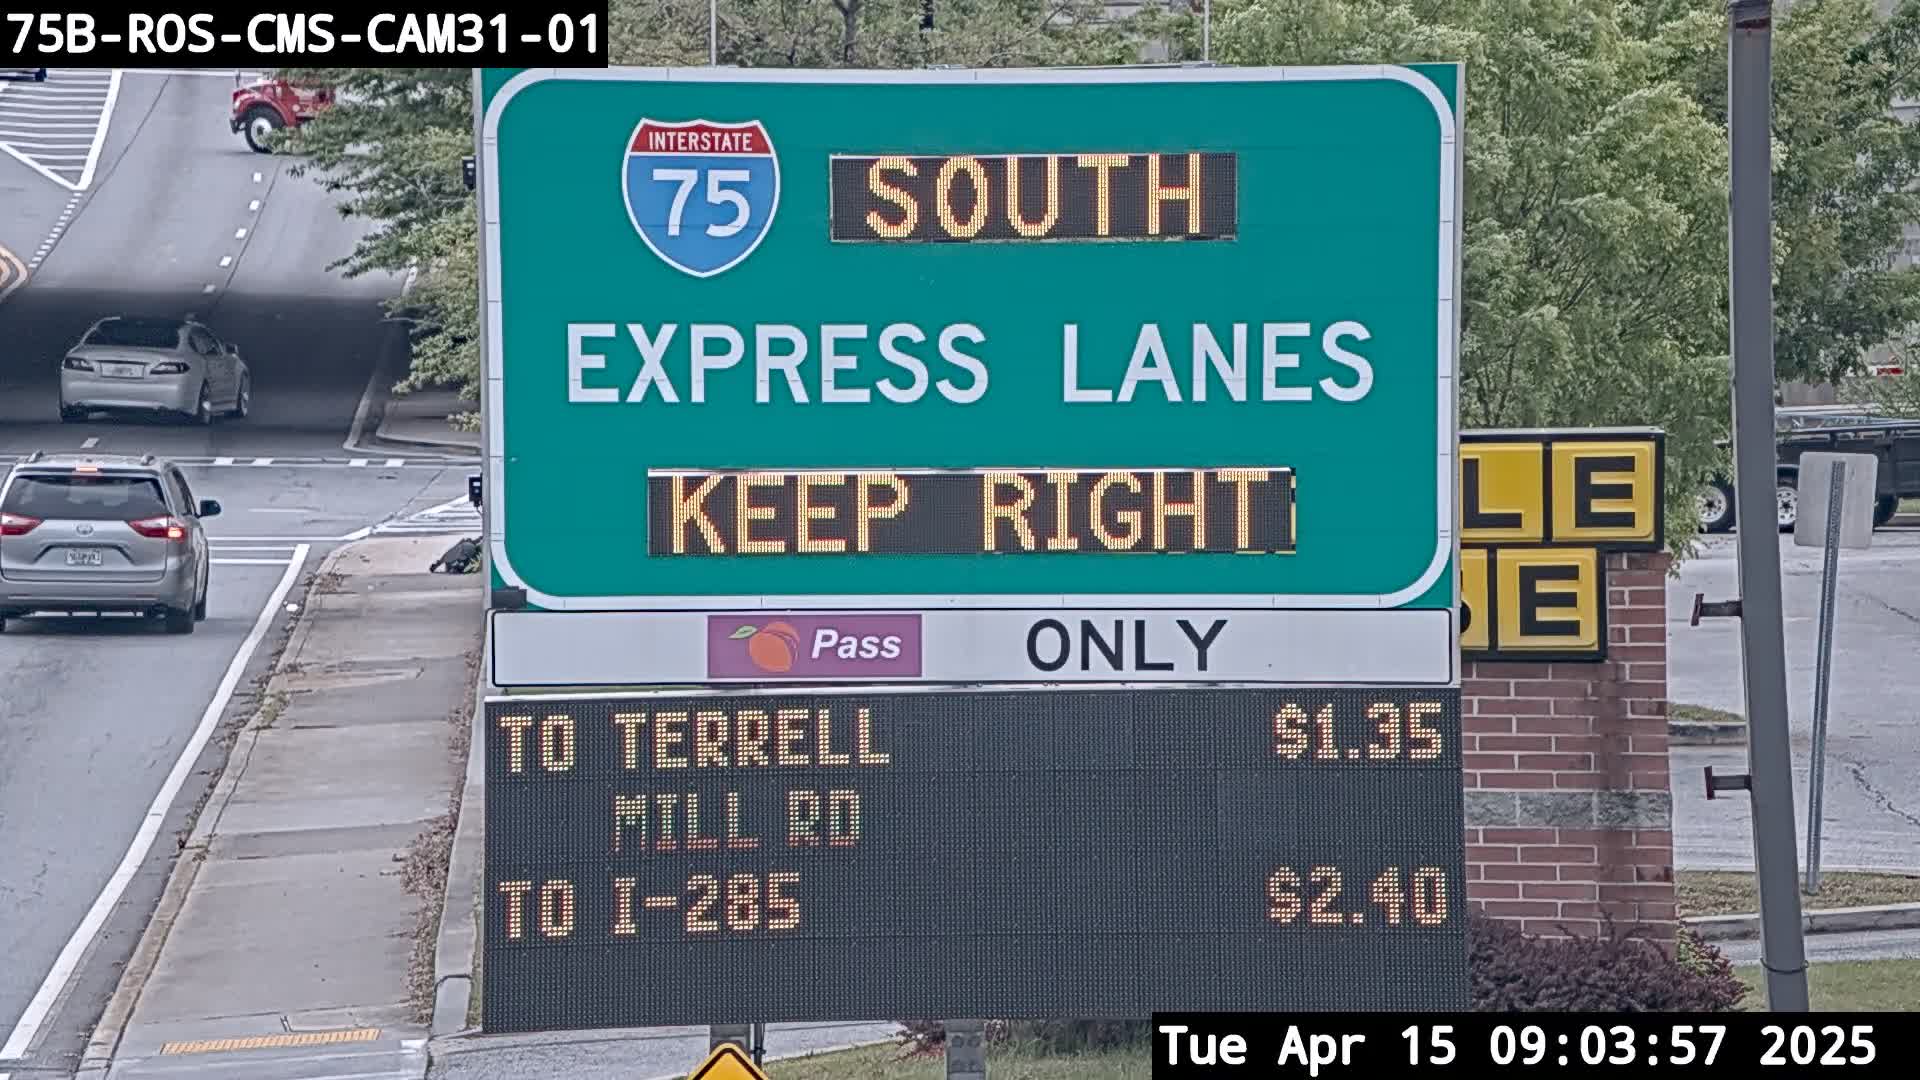 75B-ROS-CMS-CAM31-01
INTERSTATE
75
SOUTH
EXPRESS LANES
KEEP RIGHT
Pass ONLY
TO TERRELL $1.35
MILL RD
TO I-285 $2.40
LE
E
Tue Apr 15 09:03:57 2025